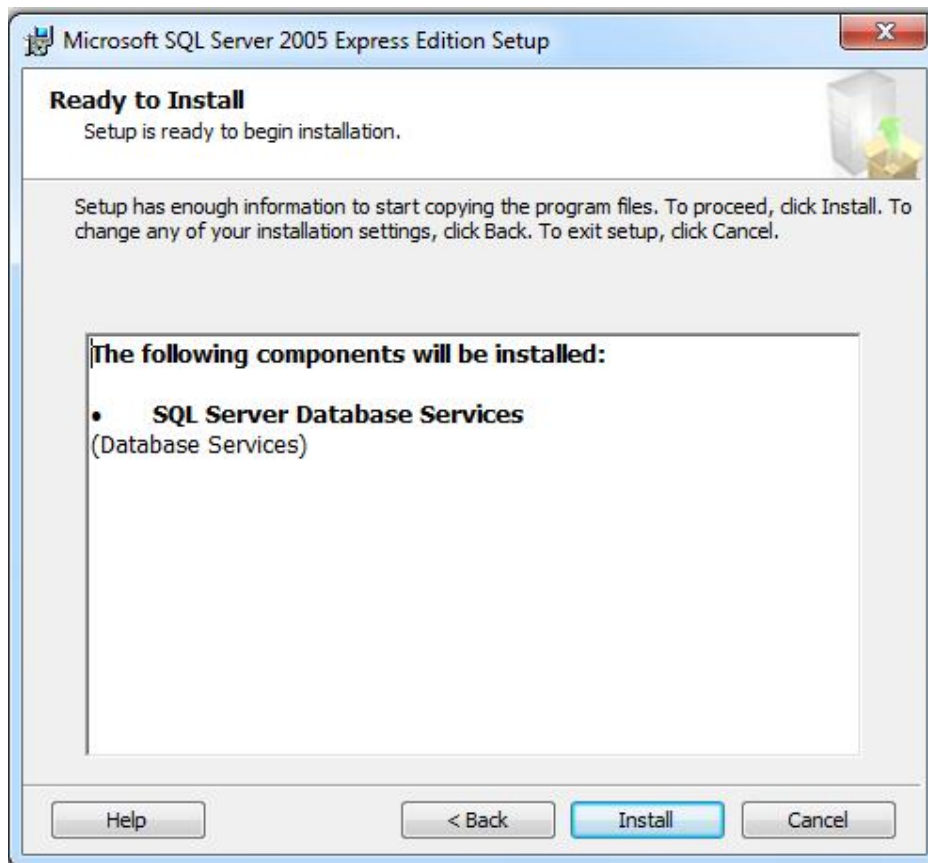 Microsoft SQL Server 2005 Express Edition Setup
Ready to Install
Setup is ready to begin installation.
Setup has enough information to start copying the program files. To proceed, click Install. To
change any of your installation settings, click Back. To exit setup, click Cancel.
The following components will be installed:
• SQL Server Database Services
(Database Services)
Help < Back Install Cancel